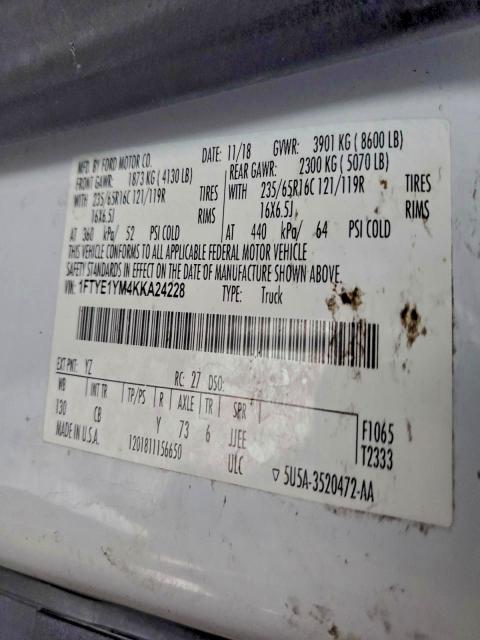 MFD. BY FORD MOTOR CO. DATE: 11/18 GVWR: 3901 KG ( 8600 LB)
FRONT GAWR: 1873 KG ( 4130 LB) REAR GAWR: 2300 KG ( 5070 LB)
WITH 235/65R16C 121/119R TIRES WITH 235/65R16C 121/119R TIRES
16X6.5J RIMS 16X6.5J RIMS
AT 360 kPa/ 52 PSI COLD AT 440 kPa/ 64 PSI COLD
THIS VEHICLE CONFORMS TO ALL APPLICABLE FEDERAL MOTOR VEHICLE
SAFETY STANDARDS IN EFFECT ON THE DATE OF MANUFACTURE SHOWN ABOVE.
VIN: 1FTYE1YM4KKA24228 TYPE: Truck
EXT PNT: YZ RC: 27 DSO:
WB INT TR TP/PS R AXLE TR SPR
130 CB Y 73 6 JJEE F1065
MADE IN U.S.A. 1201811156650 ULC T2333
▽ 5U5A-3520472-AA